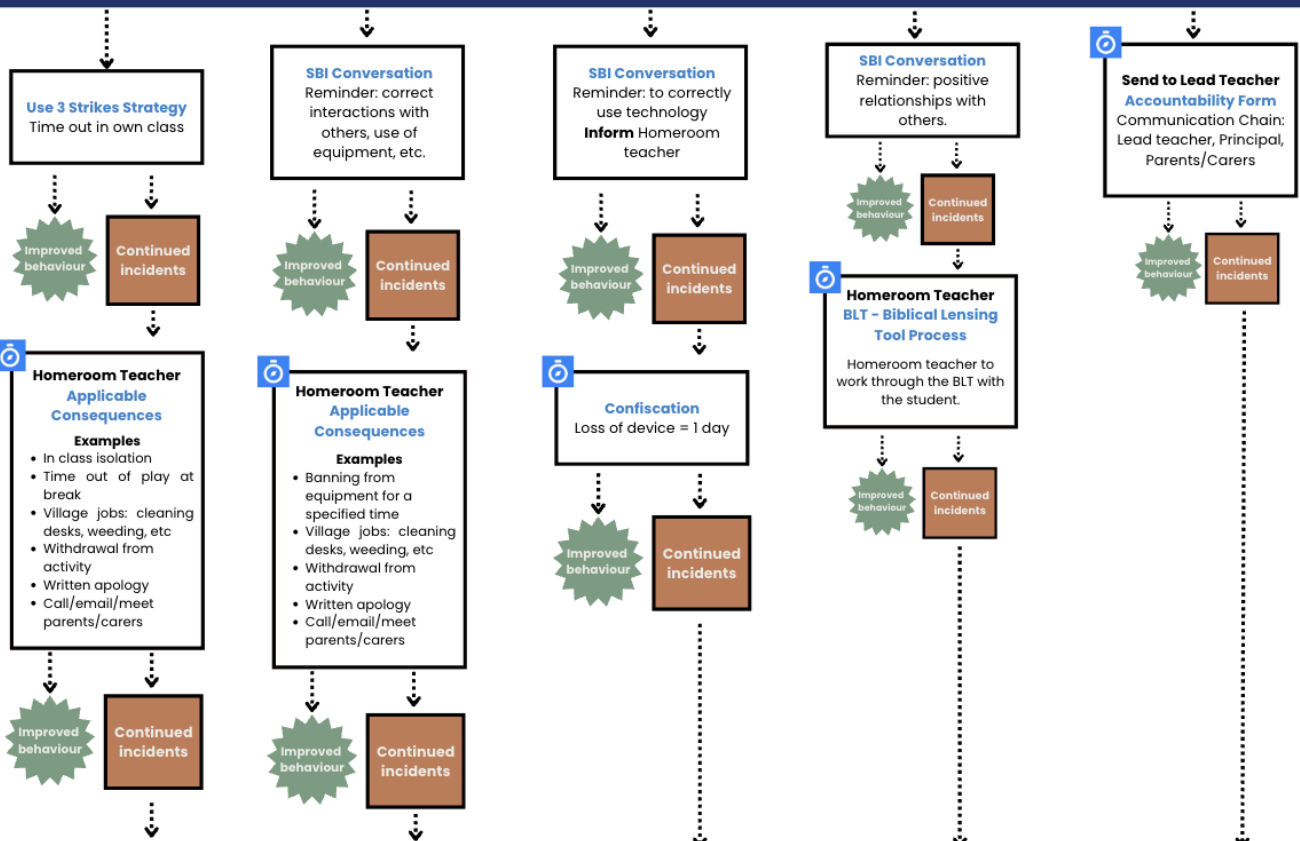 Use 3 Strikes Strategy
Time out in own class
Improved
behaviour
Continued
incidents
Homeroom Teacher
Applicable
Consequences
Examples
• In class isolation
• Time out of play at
break
• Village jobs: cleaning
desks, weeding, etc
• Withdrawal from
activity
• Written apology
• Call/email/meet
parents/carers
Improved
behaviour
Continued
incidents
SBI Conversation
Reminder: correct
interactions with
others, use of
equipment, etc.
Improved
behaviour
Continued
incidents
Homeroom Teacher
Applicable
Consequences
Examples
• Banning from
equipment for a
specified time
• Village jobs: cleaning
desks, weeding, etc
• Withdrawal from
activity
• Written apology
• Call/email/meet
parents/carers
Improved
behaviour
Continued
incidents
SBI Conversation
Reminder: to correctly
use technology
Inform Homeroom
teacher
Improved
behaviour
Continued
incidents
Confiscation
Loss of device = 1 day
Improved
behaviour
Continued
incidents
SBI Conversation
Reminder: positive
relationships with
others.
Improved
behaviour
Continued
incidents
Homeroom Teacher
BLT - Biblical Lensing
Tool Process
Homeroom teacher to
work through the BLT with
the student.
Improved
behaviour
Continued
incidents
Send to Lead Teacher
Accountability Form
Communication Chain:
Lead teacher, Principal,
Parents/Carers
Improved
behaviour
Continued
incidents